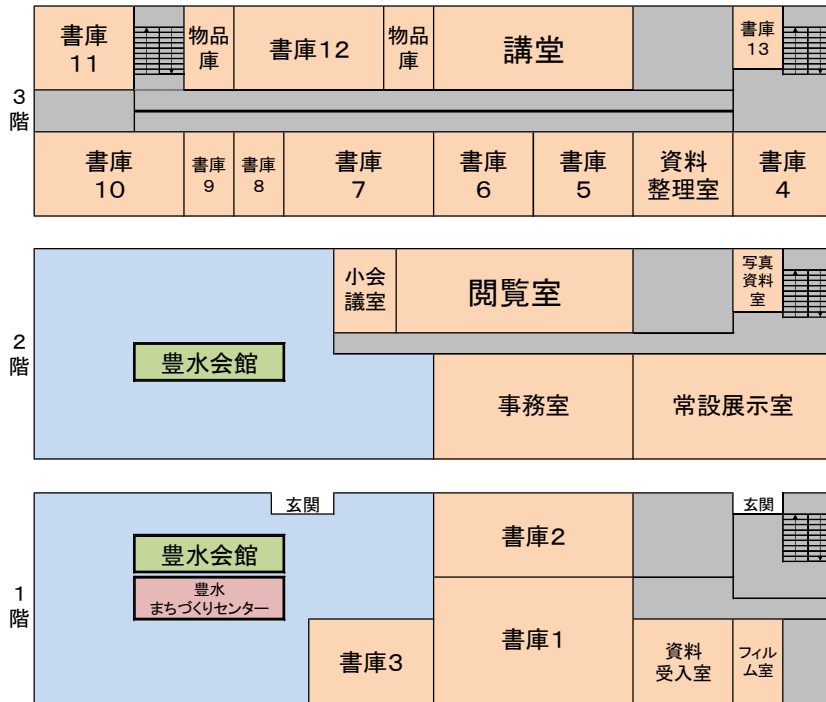 3
階
書庫
11
物品
庫
書庫12
物品
庫
講堂
書庫
13
書庫
10
書庫
9
書庫
8
書庫
7
書庫
6
書庫
5
資料
整理室
書庫
4
2
階
小会
議室
閲覧室
写真
資料
室
豊水会館
事務室
常設展示室
1
階
玄関
玄関
豊水会館
書庫2
豊水
まちづくりセンター
書庫3
書庫1
資料
受入室
フィル
ム室